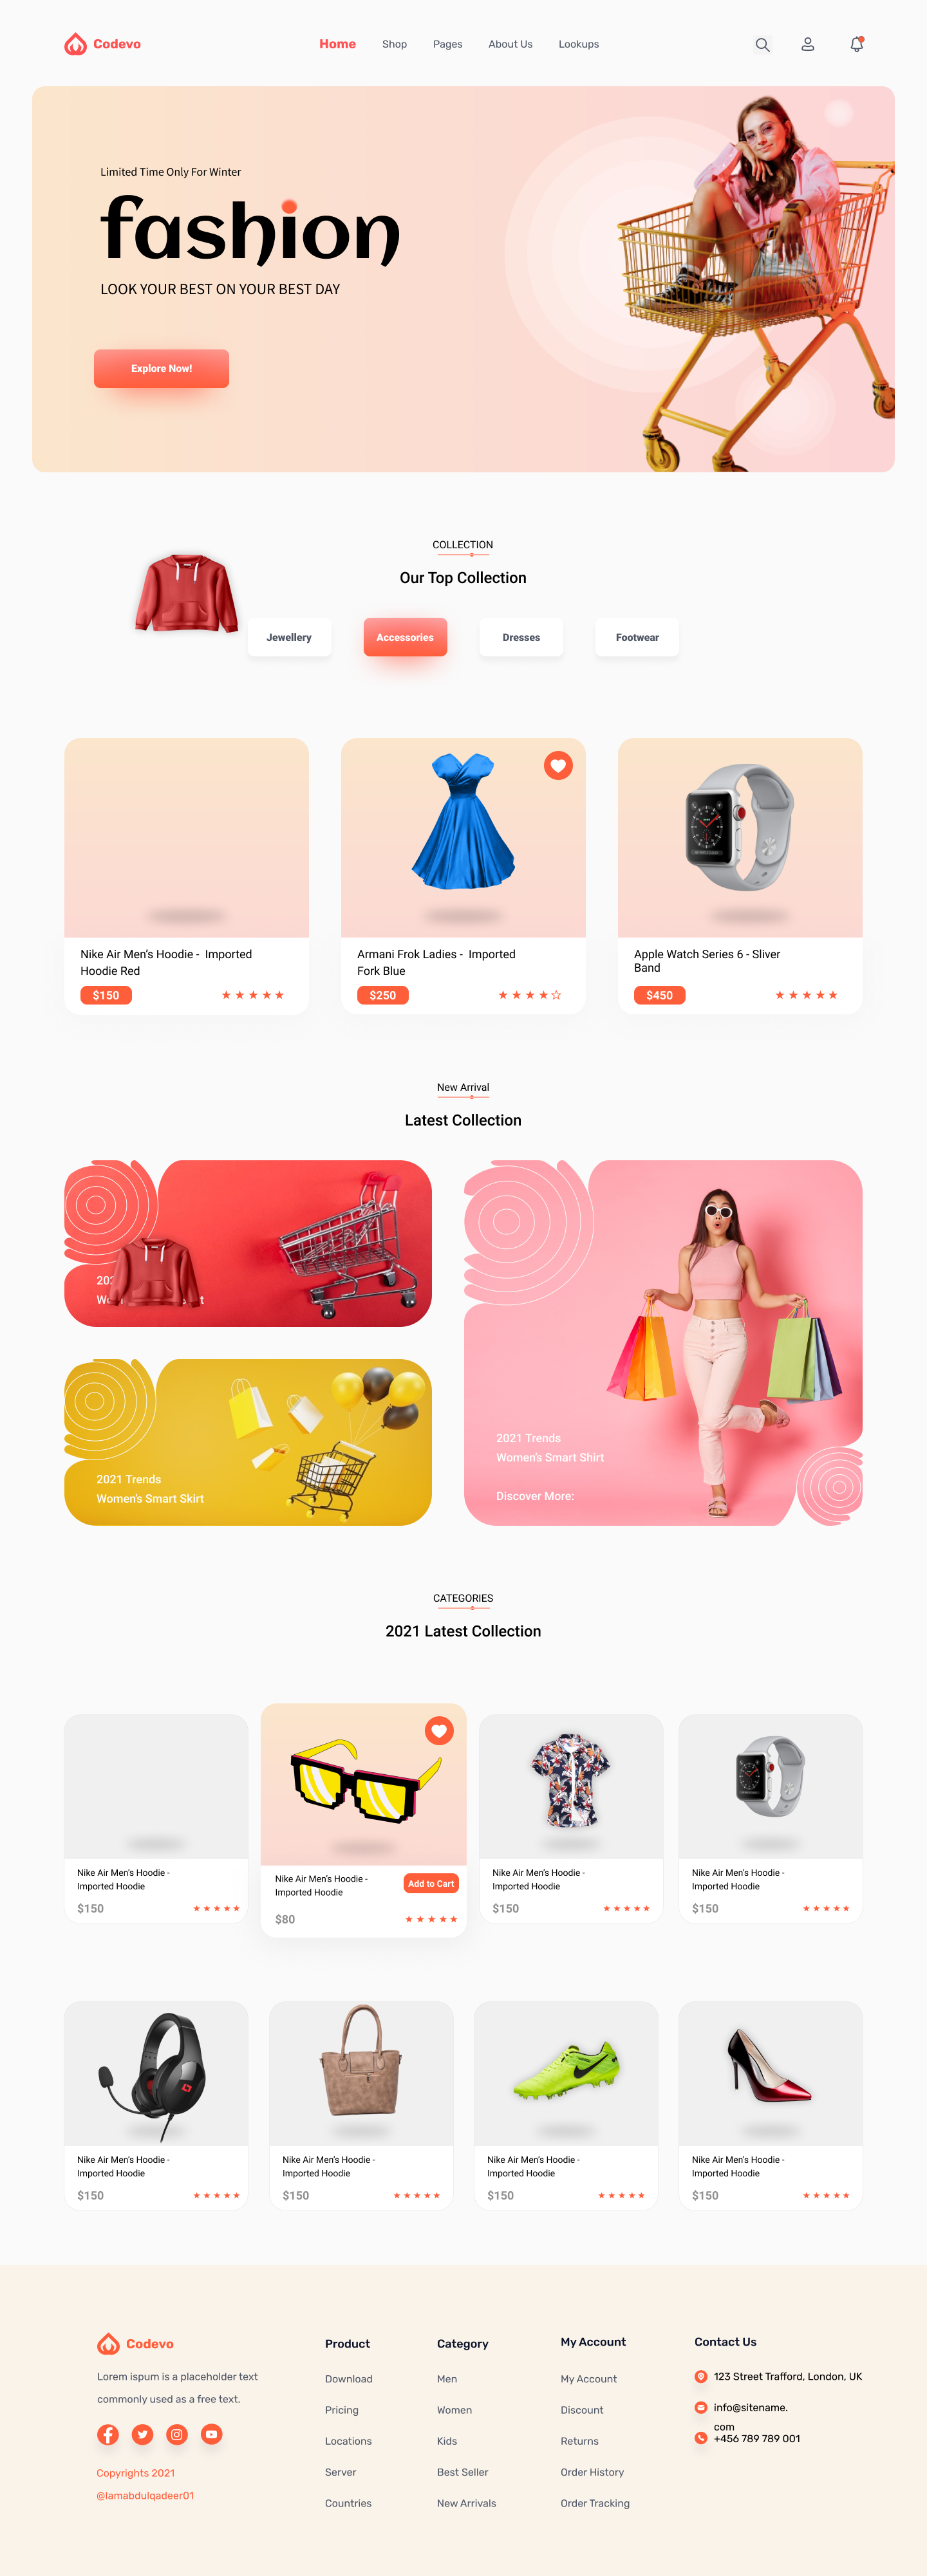 Codevo
Home
Shop
Pages
About Us
Lookups
Limited Time Only For Winter
fashion
LOOK YOUR BEST ON YOUR BEST DAY
Explore Now!
COLLECTION
Our Top Collection
Jewellery
Accessories
Dresses
Footwear
Nike Air Men's Hoodie - Imported
Hoodie Red
$150
Armani Frok Ladies - Imported
Fork Blue
$250
Apple Watch Series 6 - Sliver
Band
$450
New Arrival
Latest Collection
2021 Trends
Women's Smart Skirt
2021 Trends
Women's Smart Shirt
Discover More:
CATEGORIES
2021 Latest Collection
Nike Air Men's Hoodie -
Imported Hoodie
$150
Nike Air Men's Hoodie -
Imported Hoodie
Add to Cart
$80
Nike Air Men's Hoodie -
Imported Hoodie
$150
Nike Air Men's Hoodie -
Imported Hoodie
$150
Nike Air Men's Hoodie -
Imported Hoodie
$150
Nike Air Men's Hoodie -
Imported Hoodie
$150
Nike Air Men's Hoodie -
Imported Hoodie
$150
Nike Air Men's Hoodie -
Imported Hoodie
$150
Codevo
Lorem ispum is a placeholder text
commonly used as a free text.
Copyrights 2021
@Iamabdulqadeer01
Product
Download
Pricing
Locations
Server
Countries
Category
Men
Women
Kids
Best Seller
New Arrivals
My Account
My Account
Discount
Returns
Order History
Order Tracking
Contact Us
123 Street Trafford, London, UK
info@sitename.
com
+456 789 789 001